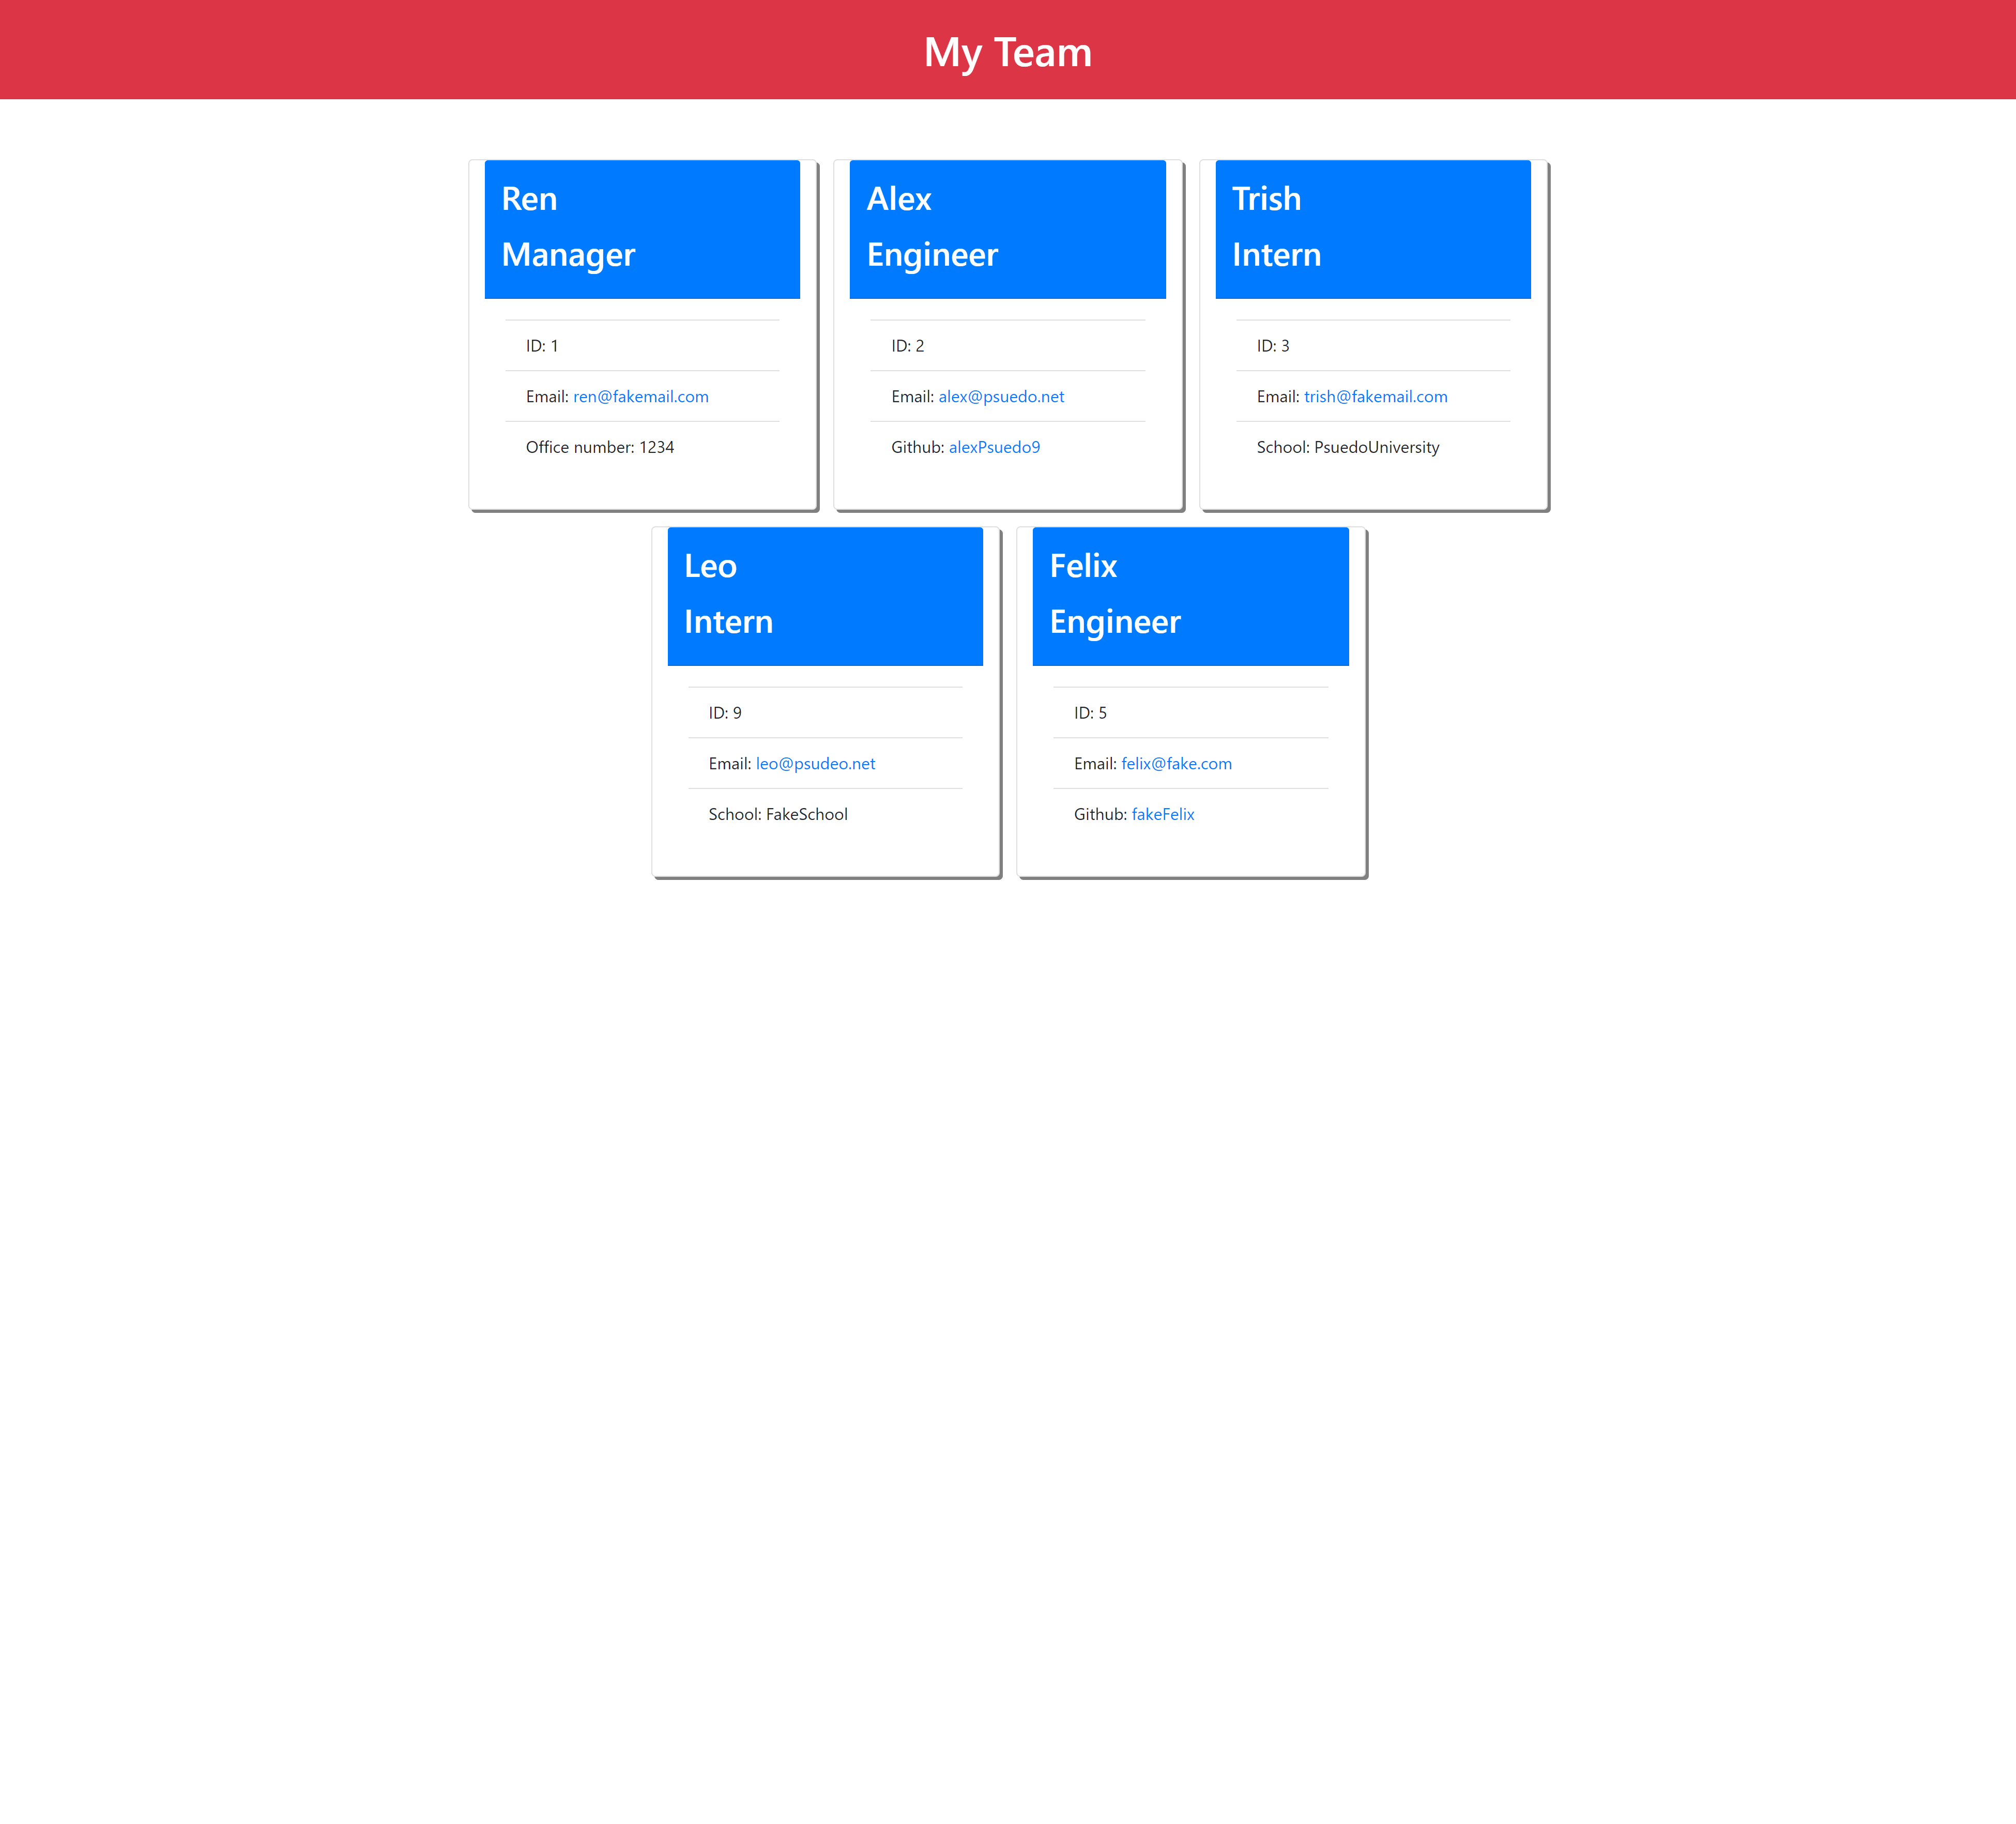 My Team
Ren
Manager
ID: 1
Email: ren@fakemail.com
Office number: 1234
Alex
Engineer
ID: 2
Email: alex@psuedo.net
Github: alexPsuedo9
Trish
Intern
ID: 3
Email: trish@fakemail.com
School: PsuedoUniversity
Leo
Intern
ID: 9
Email: leo@psudeo.net
School: FakeSchool
Felix
Engineer
ID: 5
Email: felix@fake.com
Github: fakeFelix